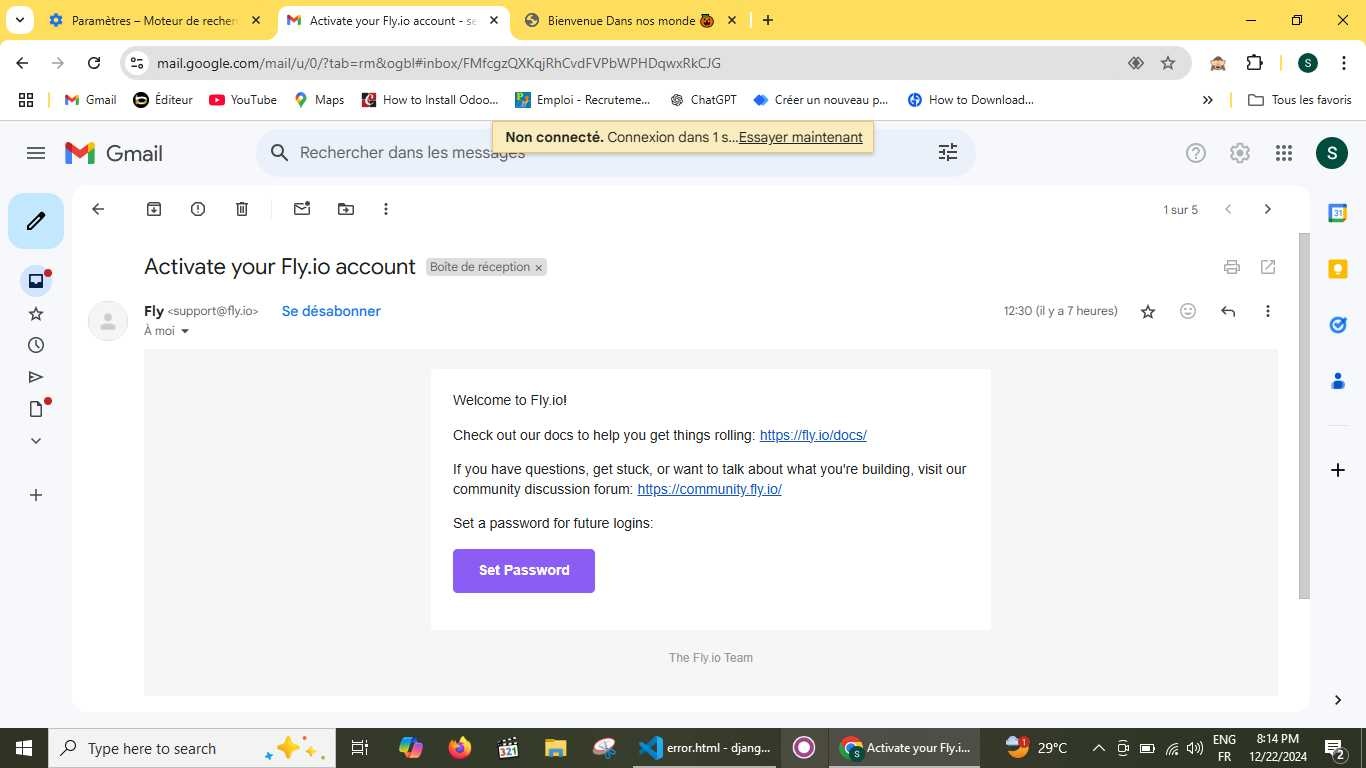 Paramètres – Moteur de recher
Activate your Fly.io account - se
Bienvenue Dans nos monde
mail.google.com/mail/u/0/?tab=rm&ogbl#inbox/FMfcgzQXKqjRhCvdFVPbWPHDqwxRkCJG
S
Gmail
Éditeur
YouTube
Maps
How to Install Odoo...
Emploi - Recruteme...
ChatGPT
Créer un nouveau p...
How to Download...
Tous les favoris
Gmail
Rechercher dans les messages
Non connecté. Connexion dans 1 s... Essayer maintenant
S
1 sur 5
31
Activate your Fly.io account
Boîte de réception
Fly <support@fly.io>
Se désabonner
12:30 (il y a 7 heures)
À moi
Welcome to Fly.io!
Check out our docs to help you get things rolling: https://fly.io/docs/
If you have questions, get stuck, or want to talk about what you're building, visit our
community discussion forum: https://community.fly.io/
Set a password for future logins:
Set Password
The Fly.io Team
Type here to search
321
error.html - djang...
S
Activate your Fly.i...
1
29°C
ENG
FR
8:14 PM
12/22/2024
2